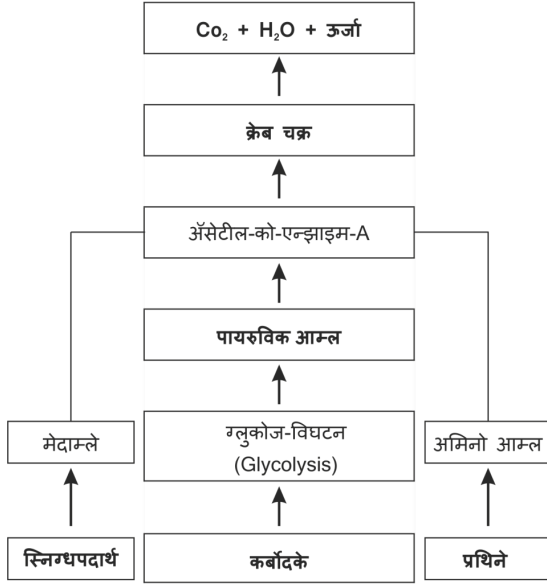 Co₂ + H₂O + ऊर्जा
क्रेब चक्र
ॲसेटील-को-एन्झाइम-A
पायरुविक आम्ल
मेदाम्ले
ग्लुकोज-विघटन
(Glycolysis)
अमिनो आम्ल
स्निग्धपदार्थ
कर्बोदके
प्रथिने